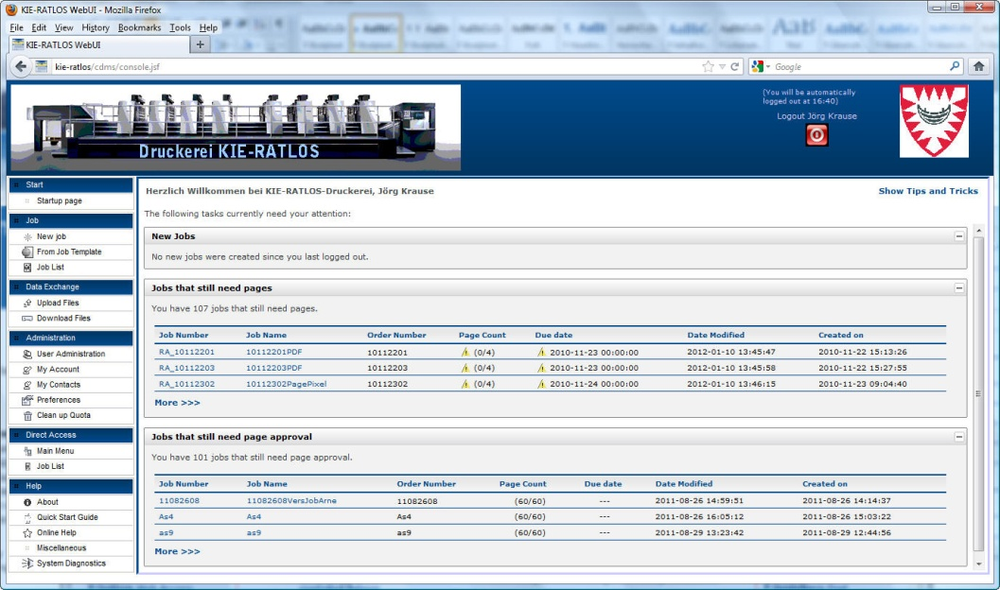 KIE-RATLOS WebUI - Mozilla Firefox
File Edit View History Bookmarks Tools Help
KIE-RATLOS WebUI
kie-ratlos/cdms/console.jsf
Google
(You will be automatically
logged out at 16:40)
Logout Jörg Krause
Druckerei KIE-RATLOS
Start
Startup page
Job
New job
From Job Template
Job List
Data Exchange
Upload Files
Download Files
Administration
User Administration
My Account
My Contacts
Preferences
Clean up Quota
Direct Access
Main Menu
Job List
Help
About
Quick Start Guide
Online Help
Miscellaneous
System Diagnostics
Herzlich Willkommen bei KIE-RATLOS-Druckerei, Jörg Krause
Show Tips and Tricks
The following tasks currently need your attention:
New Jobs
No new jobs were created since you last logged out.
Jobs that still need pages
You have 107 jobs that still need pages.
Job Number Job Name Order Number Page Count Due date Date Modified Created on
RA_10112201 10112201PDF 10112201 (0/4) 2010-11-23 00:00:00 2012-01-10 13:45:47 2010-11-22 15:13:26
RA_10112203 10112203PDF 10112203 (0/4) 2010-11-23 00:00:00 2012-01-10 13:45:58 2010-11-22 15:27:55
RA_10112302 10112302PagePixel 10112302 (0/4) 2010-11-24 00:00:00 2012-01-10 13:46:15 2010-11-23 09:04:40
More >>>
Jobs that still need page approval
You have 101 jobs that still need page approval.
Job Number Job Name Order Number Page Count Due date Date Modified Created on
11082608 11082608VersJobArne 11082608 (60/60) --- 2011-08-26 14:59:51 2011-08-26 14:14:37
As4 As4 As4 (60/60) --- 2011-08-26 16:05:12 2011-08-26 15:03:22
as9 as9 as9 (60/60) --- 2011-08-29 13:23:42 2011-08-29 12:44:56
More >>>